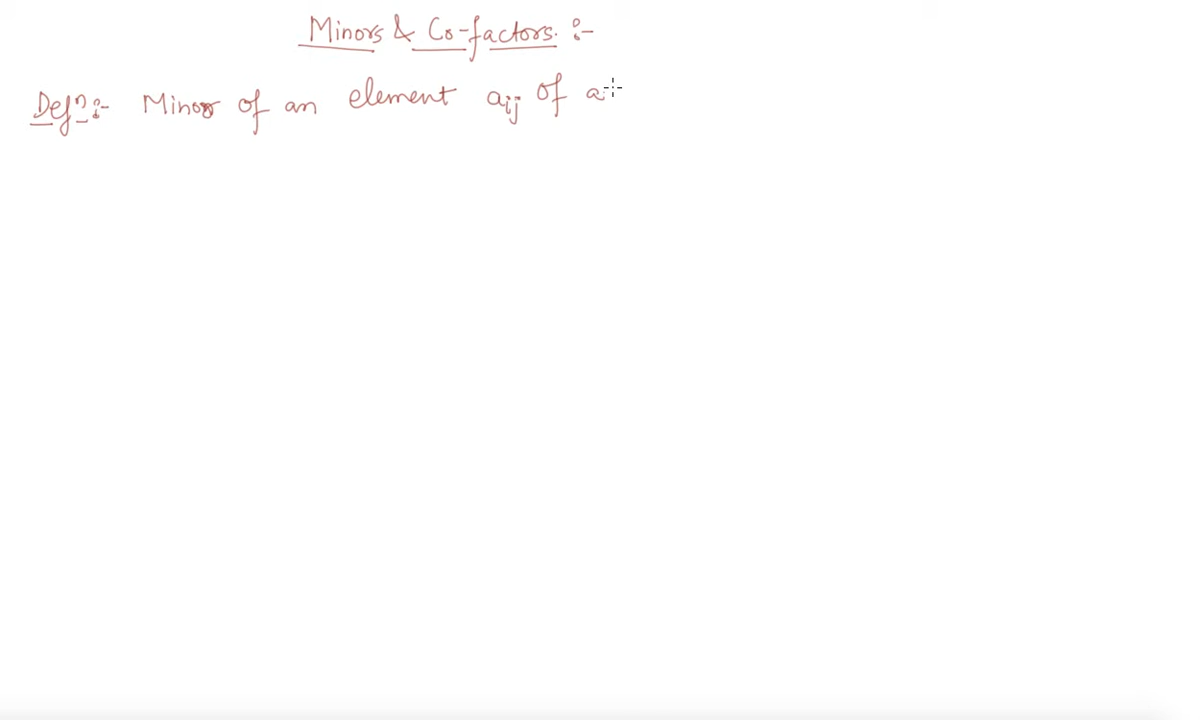 Minors & Co-factors :-
Defn :- Minor of an element aij of a